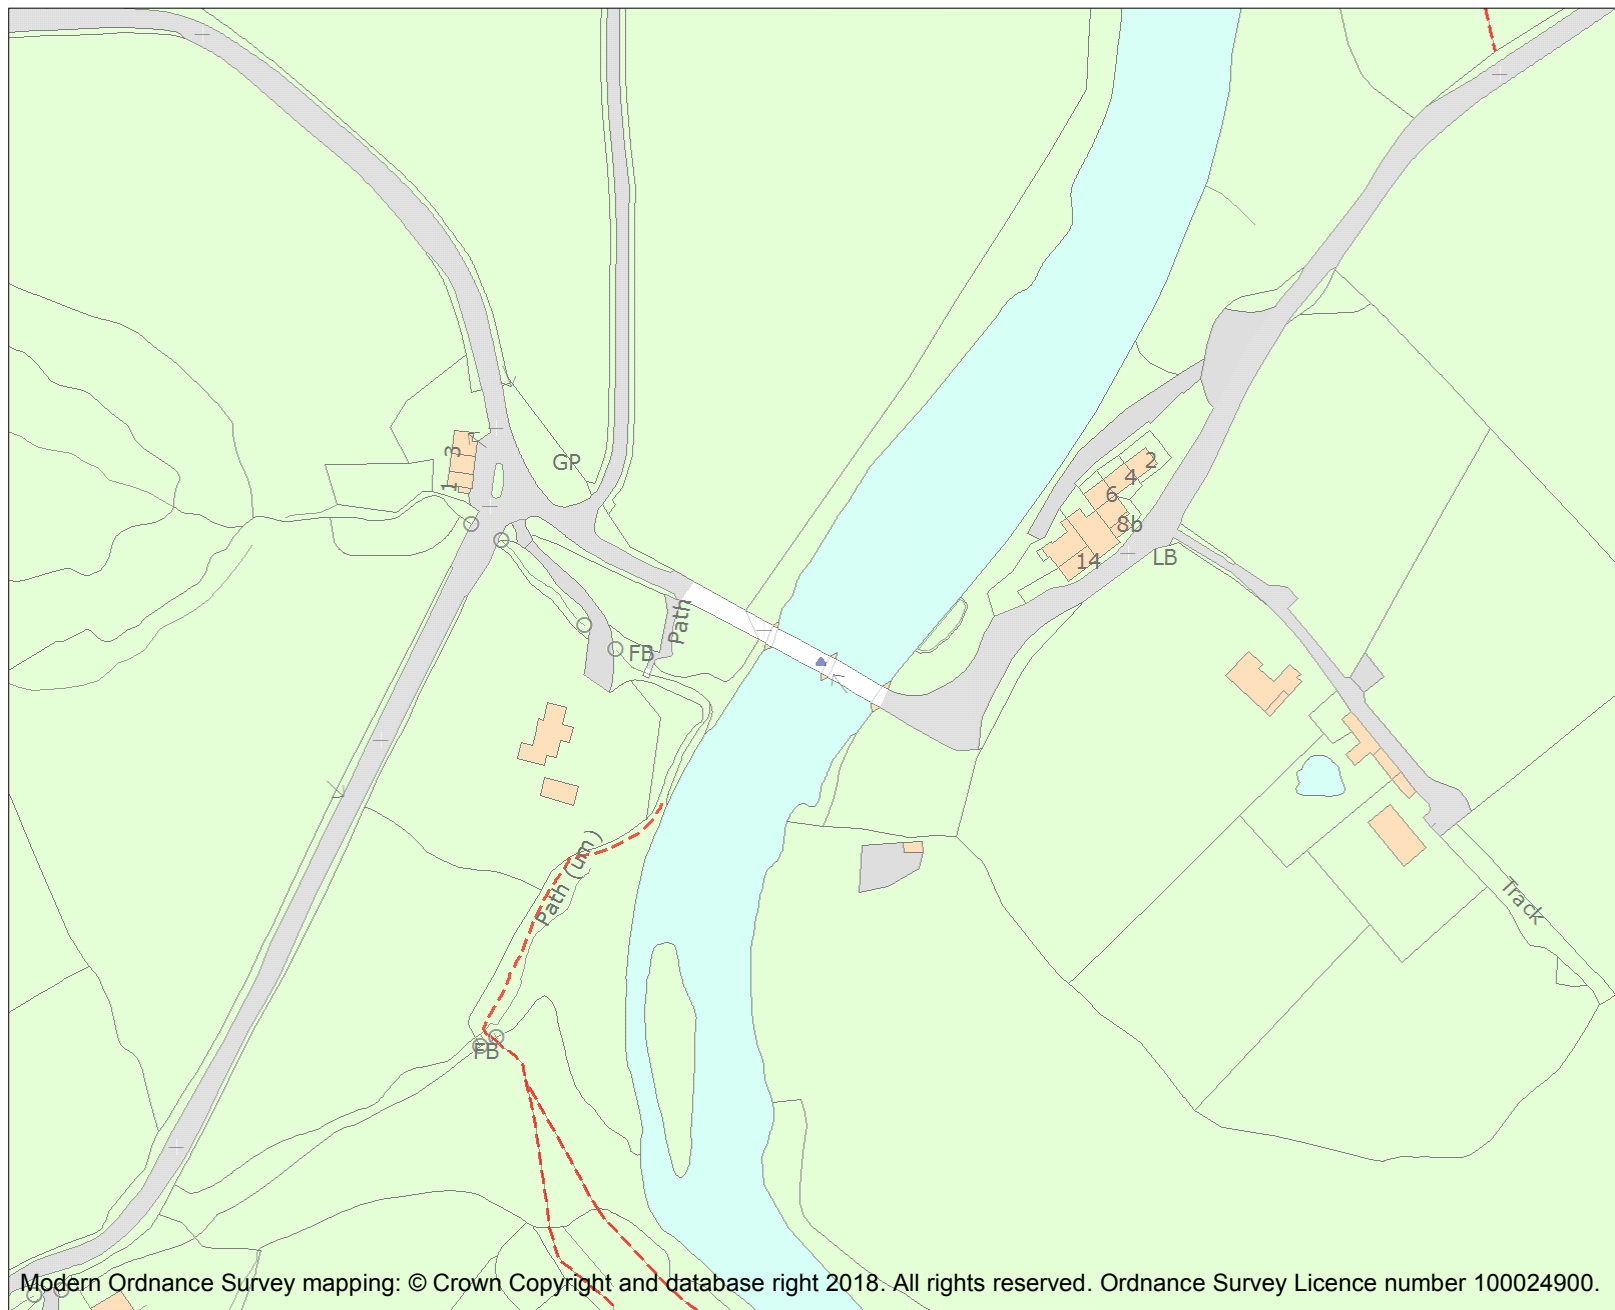 3
1
GP
2
4
6
8b
14
LB
Path
FB
Path (um)
Track
FB
Modern Ordnance Survey mapping: © Crown Copyright and database right 2018. All rights reserved. Ordnance Survey Licence number 100024900.